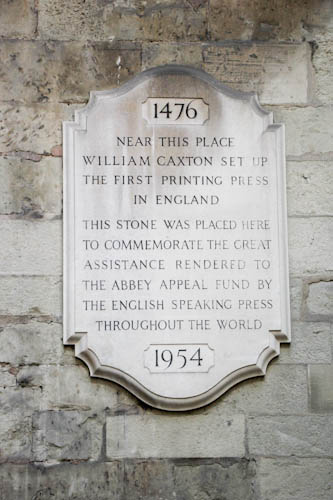 1476
NEAR THIS PLACE
WILLIAM CAXTON SET UP
THE FIRST PRINTING PRESS
IN ENGLAND
THIS STONE WAS PLACED HERE
TO COMMEMORATE THE GREAT
ASSISTANCE RENDERED TO
THE ABBEY APPEAL FUND BY
THE ENGLISH SPEAKING PRESS
THROUGHOUT THE WORLD
1954